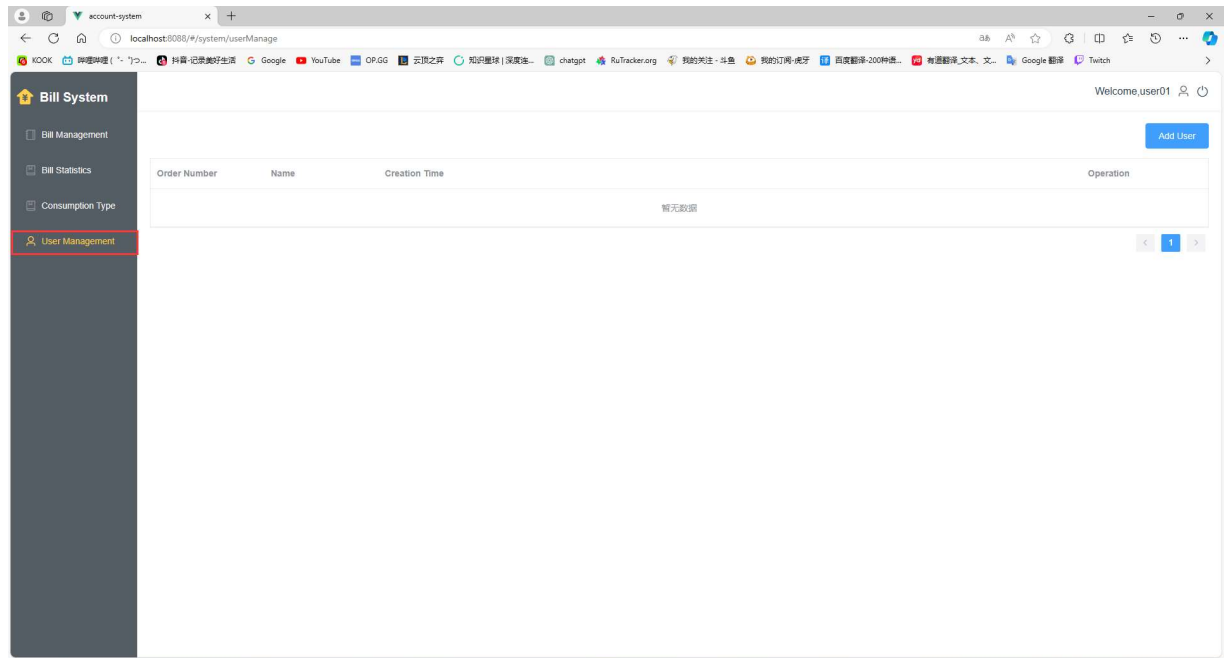 account-system
localhost:8088/#/system/userManage
KOOK 哔哩哔哩 ( ゜- ゜)つ... 抖音-记录美好生活 Google YouTube OP.GG 云顶之弈 知识星球 | 深度连... chatgpt RuTracker.org 我的关注 - 斗鱼 我的订阅-虎牙 百度翻译-200种语... 有道翻译_文本、文... Google 翻译 Twitch
Bill System
Welcome,user01
Bill Management
Add User
Bill Statistics
Order Number Name Creation Time Operation
Consumption Type
暂无数据
User Management
1